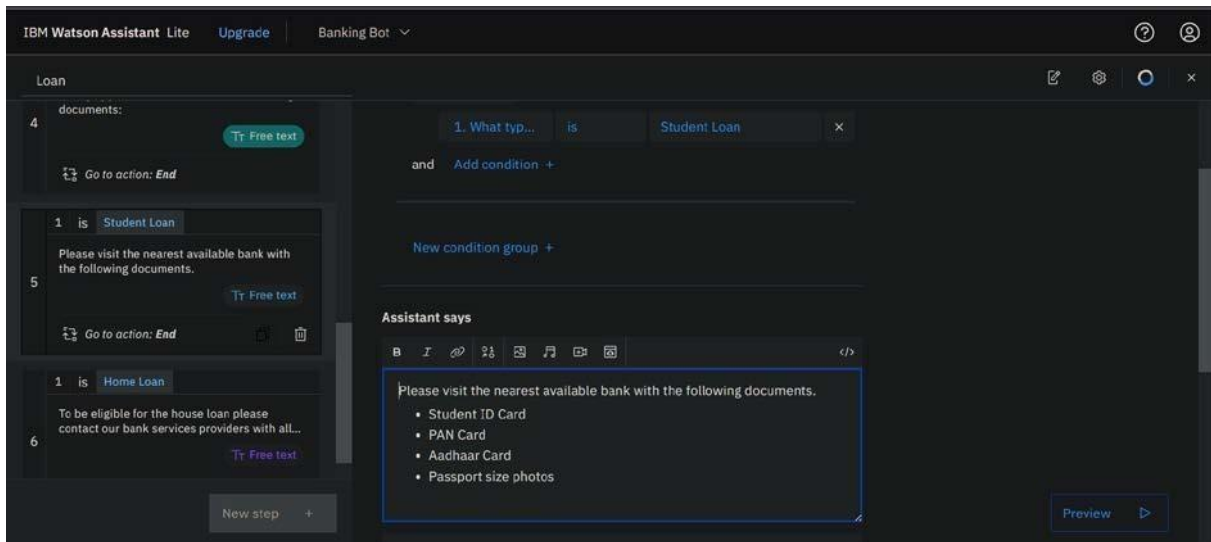 IBM Watson Assistant Lite Upgrade Banking Bot
Loan
documents:
4
Tт Free text
Go to action: End
1 is Student Loan
Please visit the nearest available bank with
the following documents.
5
Tт Free text
Go to action: End
1 is Home Loan
To be eligible for the house loan please
contact our bank services providers with all...
6
Tт Free text
New step +
1. What typ... is Student Loan ×
and Add condition +
New condition group +
Assistant says
B I </>
Please visit the nearest available bank with the following documents.
• Student ID Card
• PAN Card
• Aadhaar Card
• Passport size photos
Preview